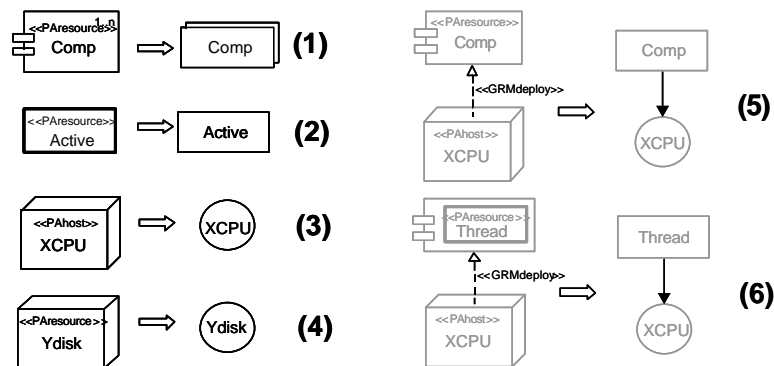 1..n
<<PAresource>>
Comp
Comp
(1)
<<PAresource>>
Active
Active
(2)
<<PAhost>>
XCPU
XCPU
(3)
<<PAresource>>
Ydisk
Ydisk
(4)
<<PAresource>>
Comp
<<GRMdeploy>>
<<PAhost>>
XCPU
Comp
XCPU
(5)
<<PAresource>>
Thread
<<GRMdeploy>>
<<PAhost>>
XCPU
Thread
XCPU
(6)